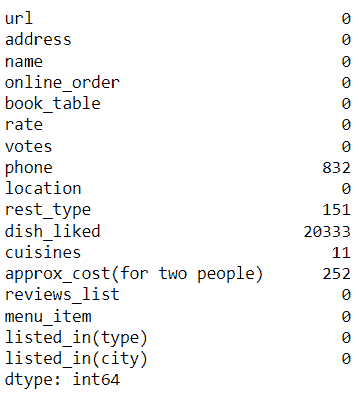 url 0
address 0
name 0
online_order 0
book_table 0
rate 0
votes 0
phone 832
location 0
rest_type 151
dish_liked 20333
cuisines 11
approx_cost(for two people) 252
reviews_list 0
menu_item 0
listed_in(type) 0
listed_in(city) 0
dtype: int64